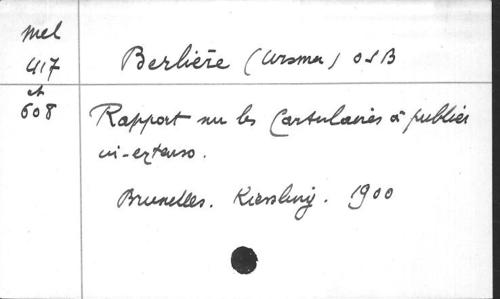 Mel
417
et
608
Berlière (Ursmer) OSB
Rapport sur les Cartulaires à publier
in-extenso.
Bruxelles. Kiessling. 1900